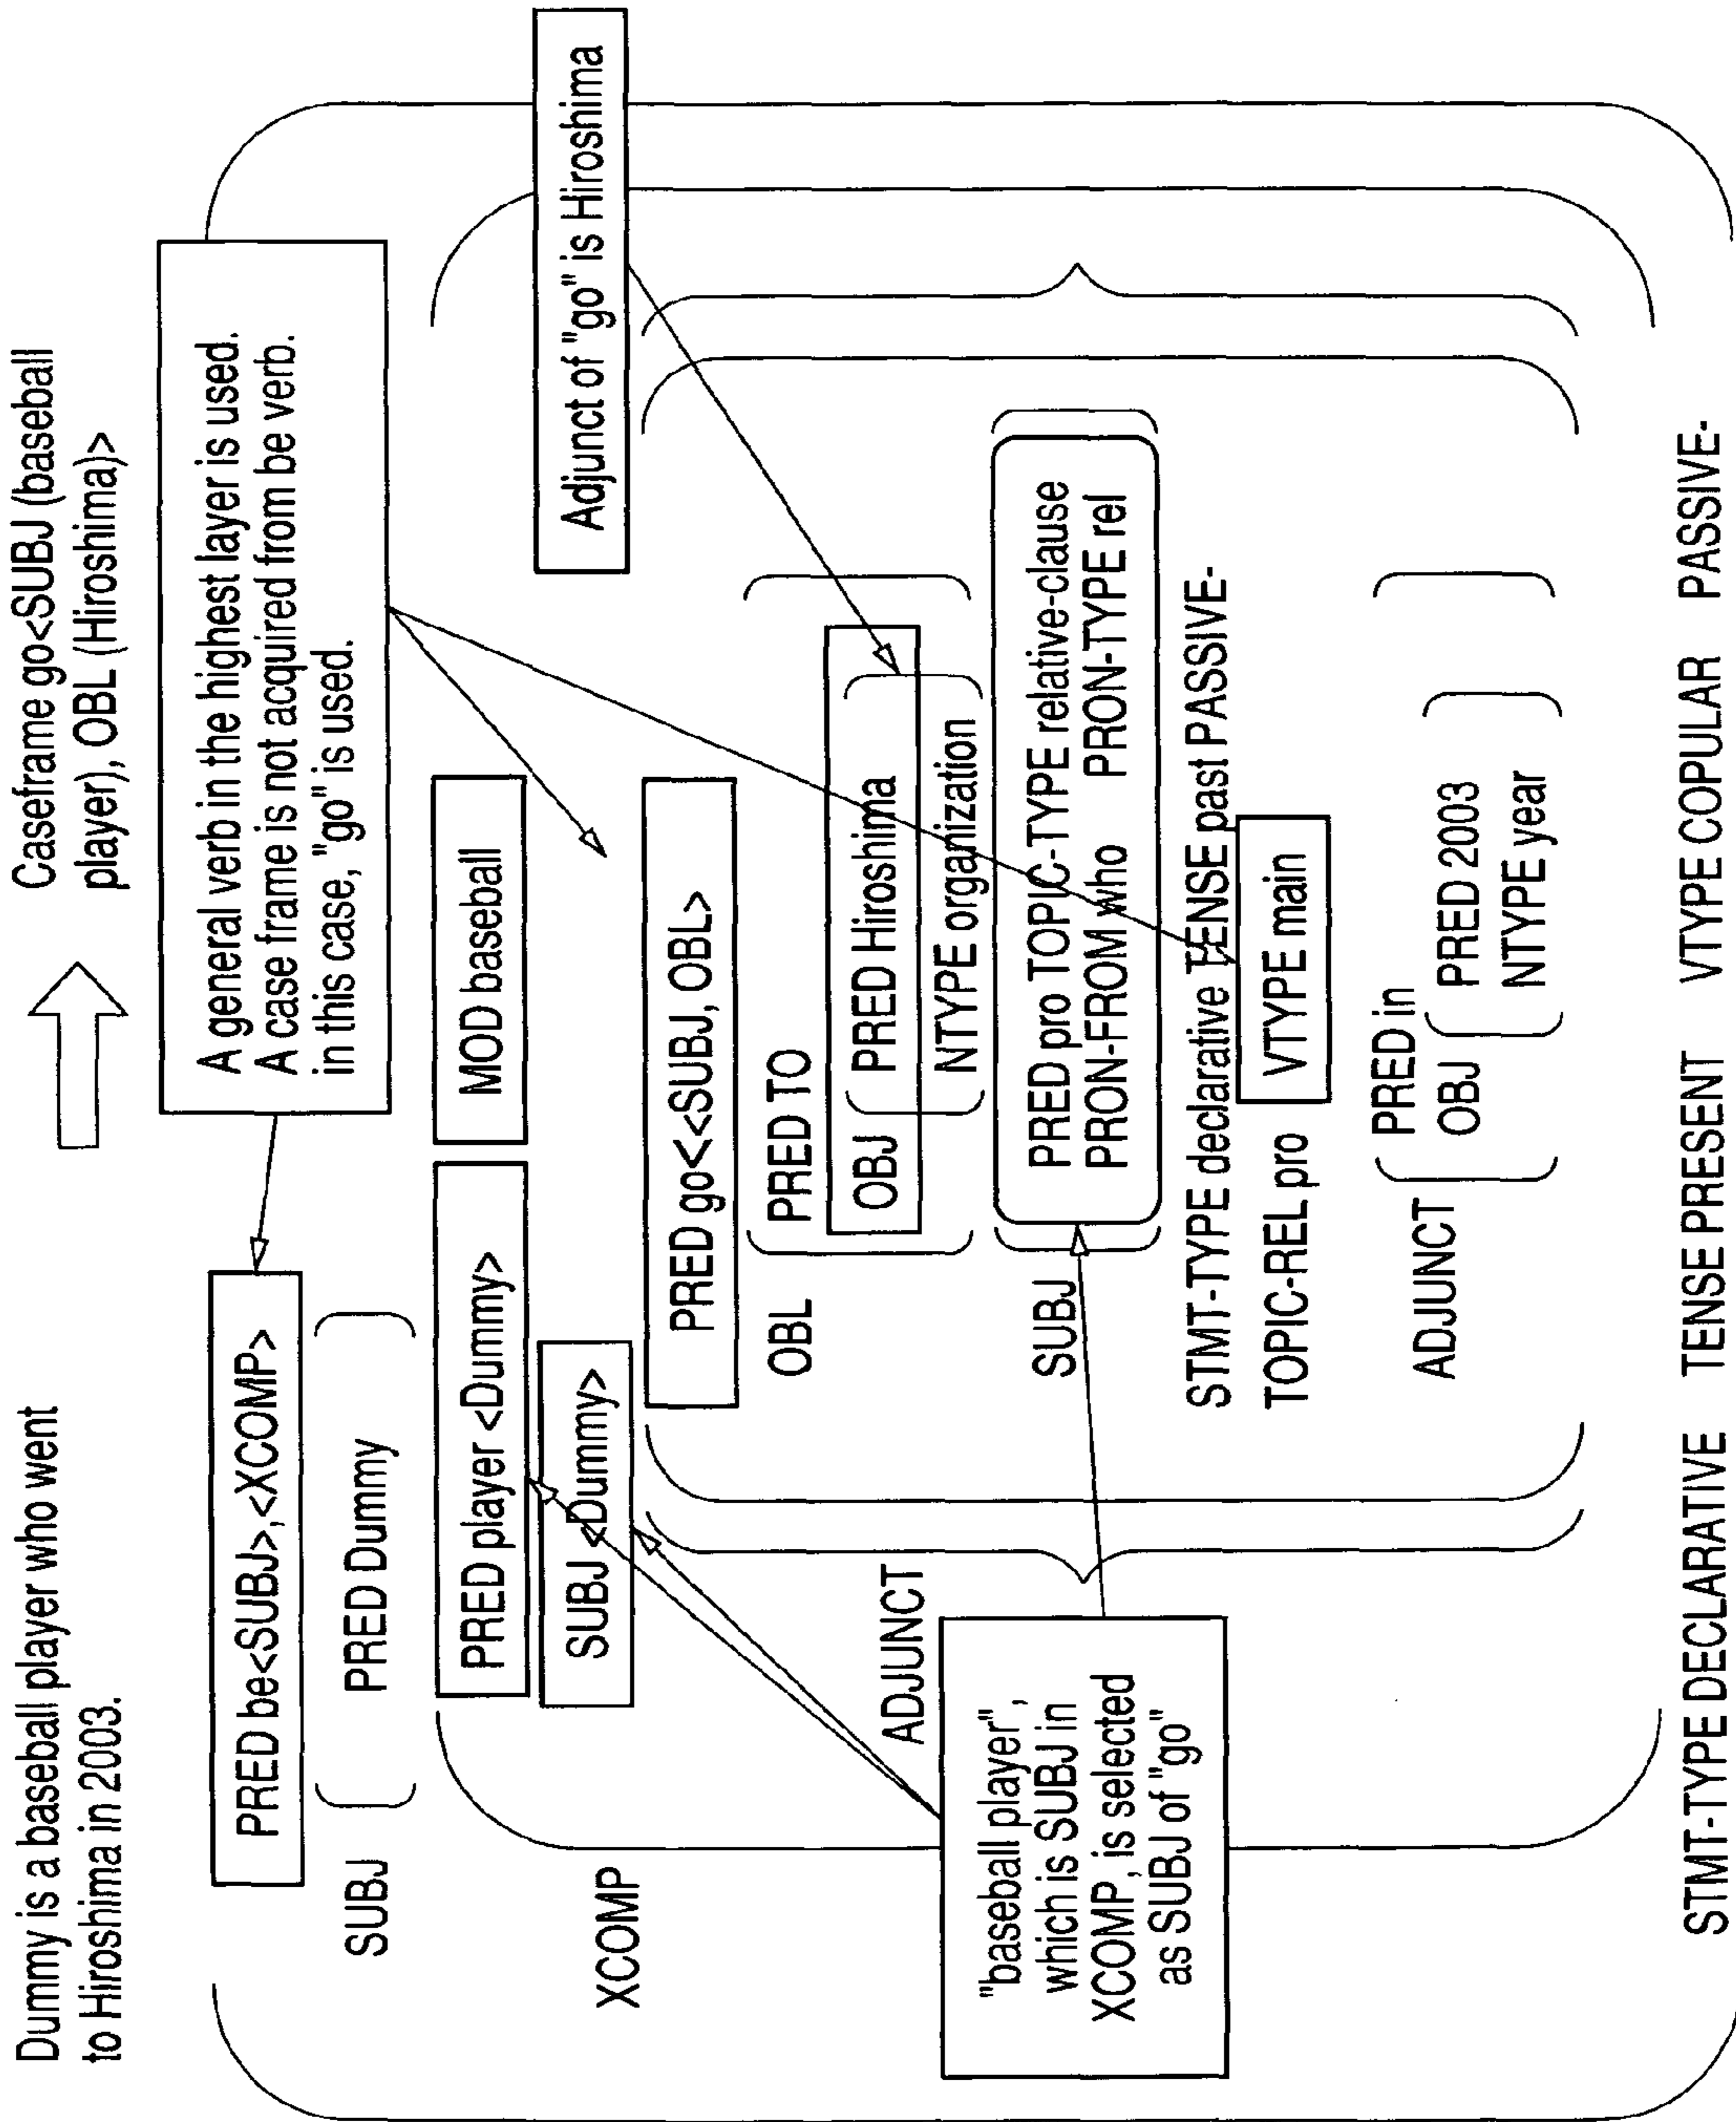 Dummy is a baseball player who went
to Hiroshima in 2003.
Caseframe go<SUBJ (baseball
player), OBL (Hiroshima)>
A general verb in the highest layer is used.
A case frame is not acquired from be verb.
in this case, "go" is used.
PRED be<SUBJ>,<XCOMP>
SUBJ PRED Dummy
XCOMP
PRED player <Dummy> MOD baseball
SUBJ <Dummy>
Adjunct of "go" is Hiroshima
ADJUNCT
PRED go<<SUBJ, OBL>
OBL PRED TO
OBJ PRED Hiroshima
NTYPE organization
"baseball player",
which is SUBJ in
XCOMP, is selected
as SUBJ of "go"
SUBJ PRED pro TOPIC-TYPE relative-clause
PRON-FROM who PRON-TYPE rel
STMT-TYPE declarative TENSE past PASSIVE-
TOPIC-REL pro VTYPE main
ADJUNCT PRED in
OBJ PRED 2003
NTYPE year
STMT-TYPE DECLARATIVE TENSE PRESENT VTYPE COPULAR PASSIVE-